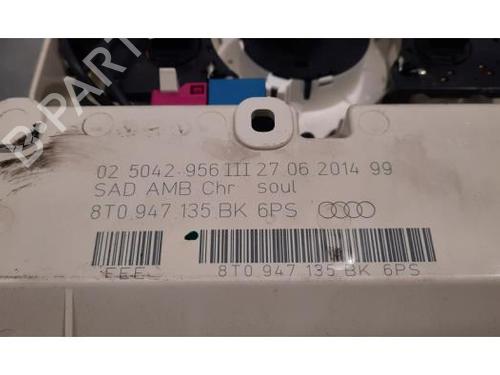 B-PARTS
02 5042-956 III 27 06 2014 99
SAD AMB Chr soul
8T0 947 135 BK 6PS
EEE
8T0 947 135 BK 6PS